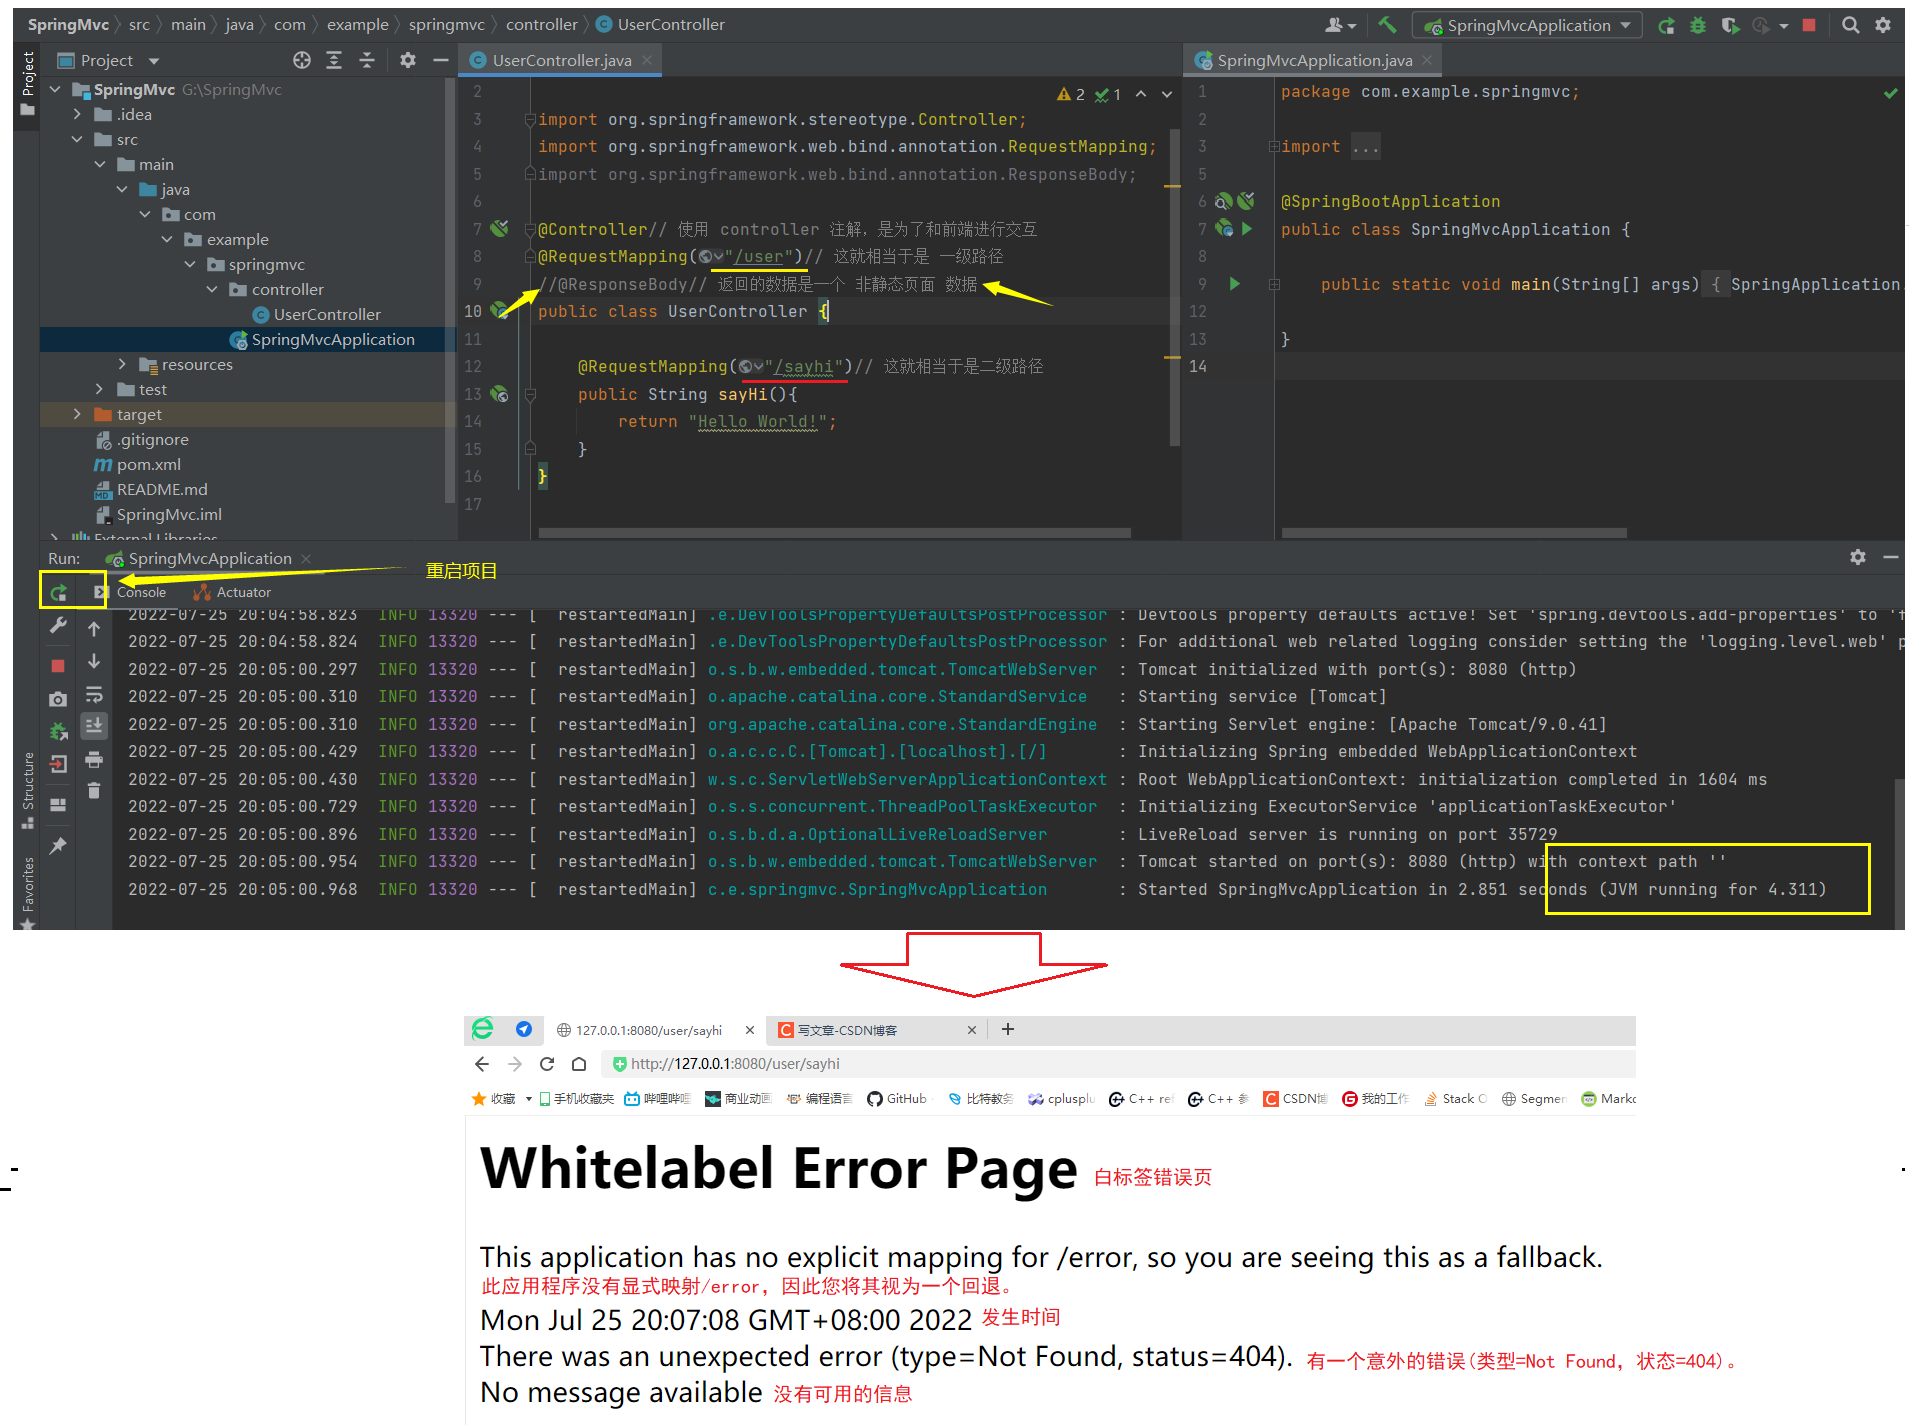 SpringMvc 〉 src 〉 main 〉 java 〉 com 〉 example 〉 springmvc 〉 controller 〉 UserController
SpringMvcApplication
Project
Project
UserController.java
SpringMvcApplication.java
SpringMvc G:\SpringMvc
.idea
src
main
java
com
example
springmvc
controller
UserController
SpringMvcApplication
resources
test
target
.gitignore
pom.xml
README.md
SpringMvc.iml
External Libraries
2 1
2
3 import org.springframework.stereotype.Controller;
4 import org.springframework.web.bind.annotation.RequestMapping;
5 import org.springframework.web.bind.annotation.ResponseBody;
6
7 @Controller// 使用 controller 注解，是为了和前端进行交互
8 @RequestMapping("/user")// 这就相当于是 一级路径
9 //@ResponseBody// 返回的数据是一个 非静态页面 数据
10 public class UserController {
11
12 @RequestMapping("/sayhi")// 这就相当于是二级路径
13 public String sayHi(){
14 return "Hello World!";
15 }
16 }
17
1 package com.example.springmvc;
2
3 import ...
5
6 @SpringBootApplication
7 public class SpringMvcApplication {
8
9 public static void main(String[] args) { SpringApplication.
12
13 }
14
Run: SpringMvcApplication
重启项目
Console Actuator
2022-07-25 20:04:58.823 INFO 13320 --- [ restartedMain] .e.DevToolsPropertyDefaultsPostProcessor : Devtools property defaults active! Set 'spring.devtools.add-properties' to 'f
2022-07-25 20:04:58.824 INFO 13320 --- [ restartedMain] .e.DevToolsPropertyDefaultsPostProcessor : For additional web related logging consider setting the 'logging.level.web' p
2022-07-25 20:05:00.297 INFO 13320 --- [ restartedMain] o.s.b.w.embedded.tomcat.TomcatWebServer : Tomcat initialized with port(s): 8080 (http)
2022-07-25 20:05:00.310 INFO 13320 --- [ restartedMain] o.apache.catalina.core.StandardService : Starting service [Tomcat]
2022-07-25 20:05:00.310 INFO 13320 --- [ restartedMain] org.apache.catalina.core.StandardEngine : Starting Servlet engine: [Apache Tomcat/9.0.41]
2022-07-25 20:05:00.429 INFO 13320 --- [ restartedMain] o.a.c.c.C.[Tomcat].[localhost].[/] : Initializing Spring embedded WebApplicationContext
2022-07-25 20:05:00.430 INFO 13320 --- [ restartedMain] w.s.c.ServletWebServerApplicationContext : Root WebApplicationContext: initialization completed in 1604 ms
2022-07-25 20:05:00.729 INFO 13320 --- [ restartedMain] o.s.s.concurrent.ThreadPoolTaskExecutor : Initializing ExecutorService 'applicationTaskExecutor'
2022-07-25 20:05:00.896 INFO 13320 --- [ restartedMain] o.s.b.d.a.OptionalLiveReloadServer : LiveReload server is running on port 35729
2022-07-25 20:05:00.954 INFO 13320 --- [ restartedMain] o.s.b.w.embedded.tomcat.TomcatWebServer : Tomcat started on port(s): 8080 (http) with context path ''
2022-07-25 20:05:00.968 INFO 13320 --- [ restartedMain] c.e.springmvc.SpringMvcApplication : Started SpringMvcApplication in 2.851 seconds (JVM running for 4.311)
Structure
Favorites
127.0.0.1:8080/user/sayhi 写文章-CSDN博客
http://127.0.0.1:8080/user/sayhi
收藏 手机收藏夹 哔哩哔哩 商业动画 编程语言 GitHub 比特教务 cplusplu C++ ref C++ 参 CSDN博 我的工作 Stack O Segmen Markd
Whitelabel Error Page 白标签错误页
This application has no explicit mapping for /error, so you are seeing this as a fallback.
此应用程序没有显式映射/error，因此您将其视为一个回退。
Mon Jul 25 20:07:08 GMT+08:00 2022 发生时间
There was an unexpected error (type=Not Found, status=404). 有一个意外的错误(类型=Not Found，状态=404)。
No message available 没有可用的信息